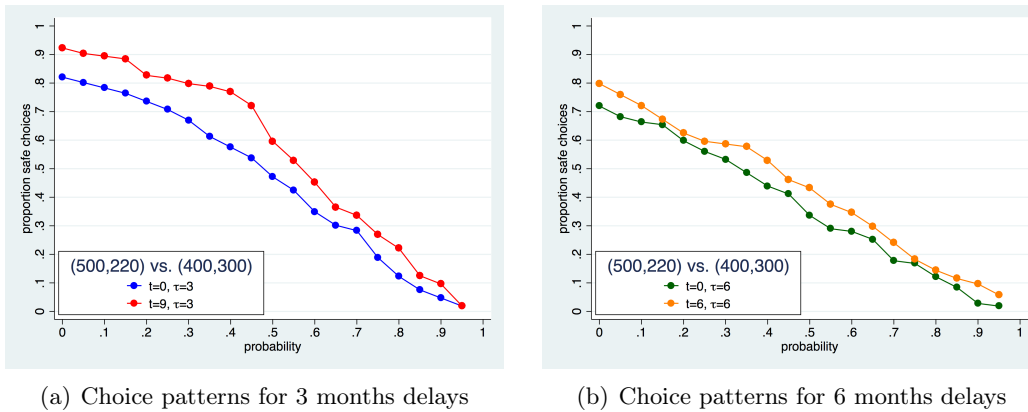 proportion safe choices
1
.9
.8
.7
.6
.5
.4
.3
.2
.1
0
(500,220) vs. (400,300)
t=0, τ=3
t=9, τ=3
0 .1 .2 .3 .4 .5 .6 .7 .8 .9 1
probability
(a) Choice patterns for 3 months delays
proportion safe choices
1
.9
.8
.7
.6
.5
.4
.3
.2
.1
0
(500,220) vs. (400,300)
t=0, τ=6
t=6, τ=6
0 .1 .2 .3 .4 .5 .6 .7 .8 .9 1
probability
(b) Choice patterns for 6 months delays